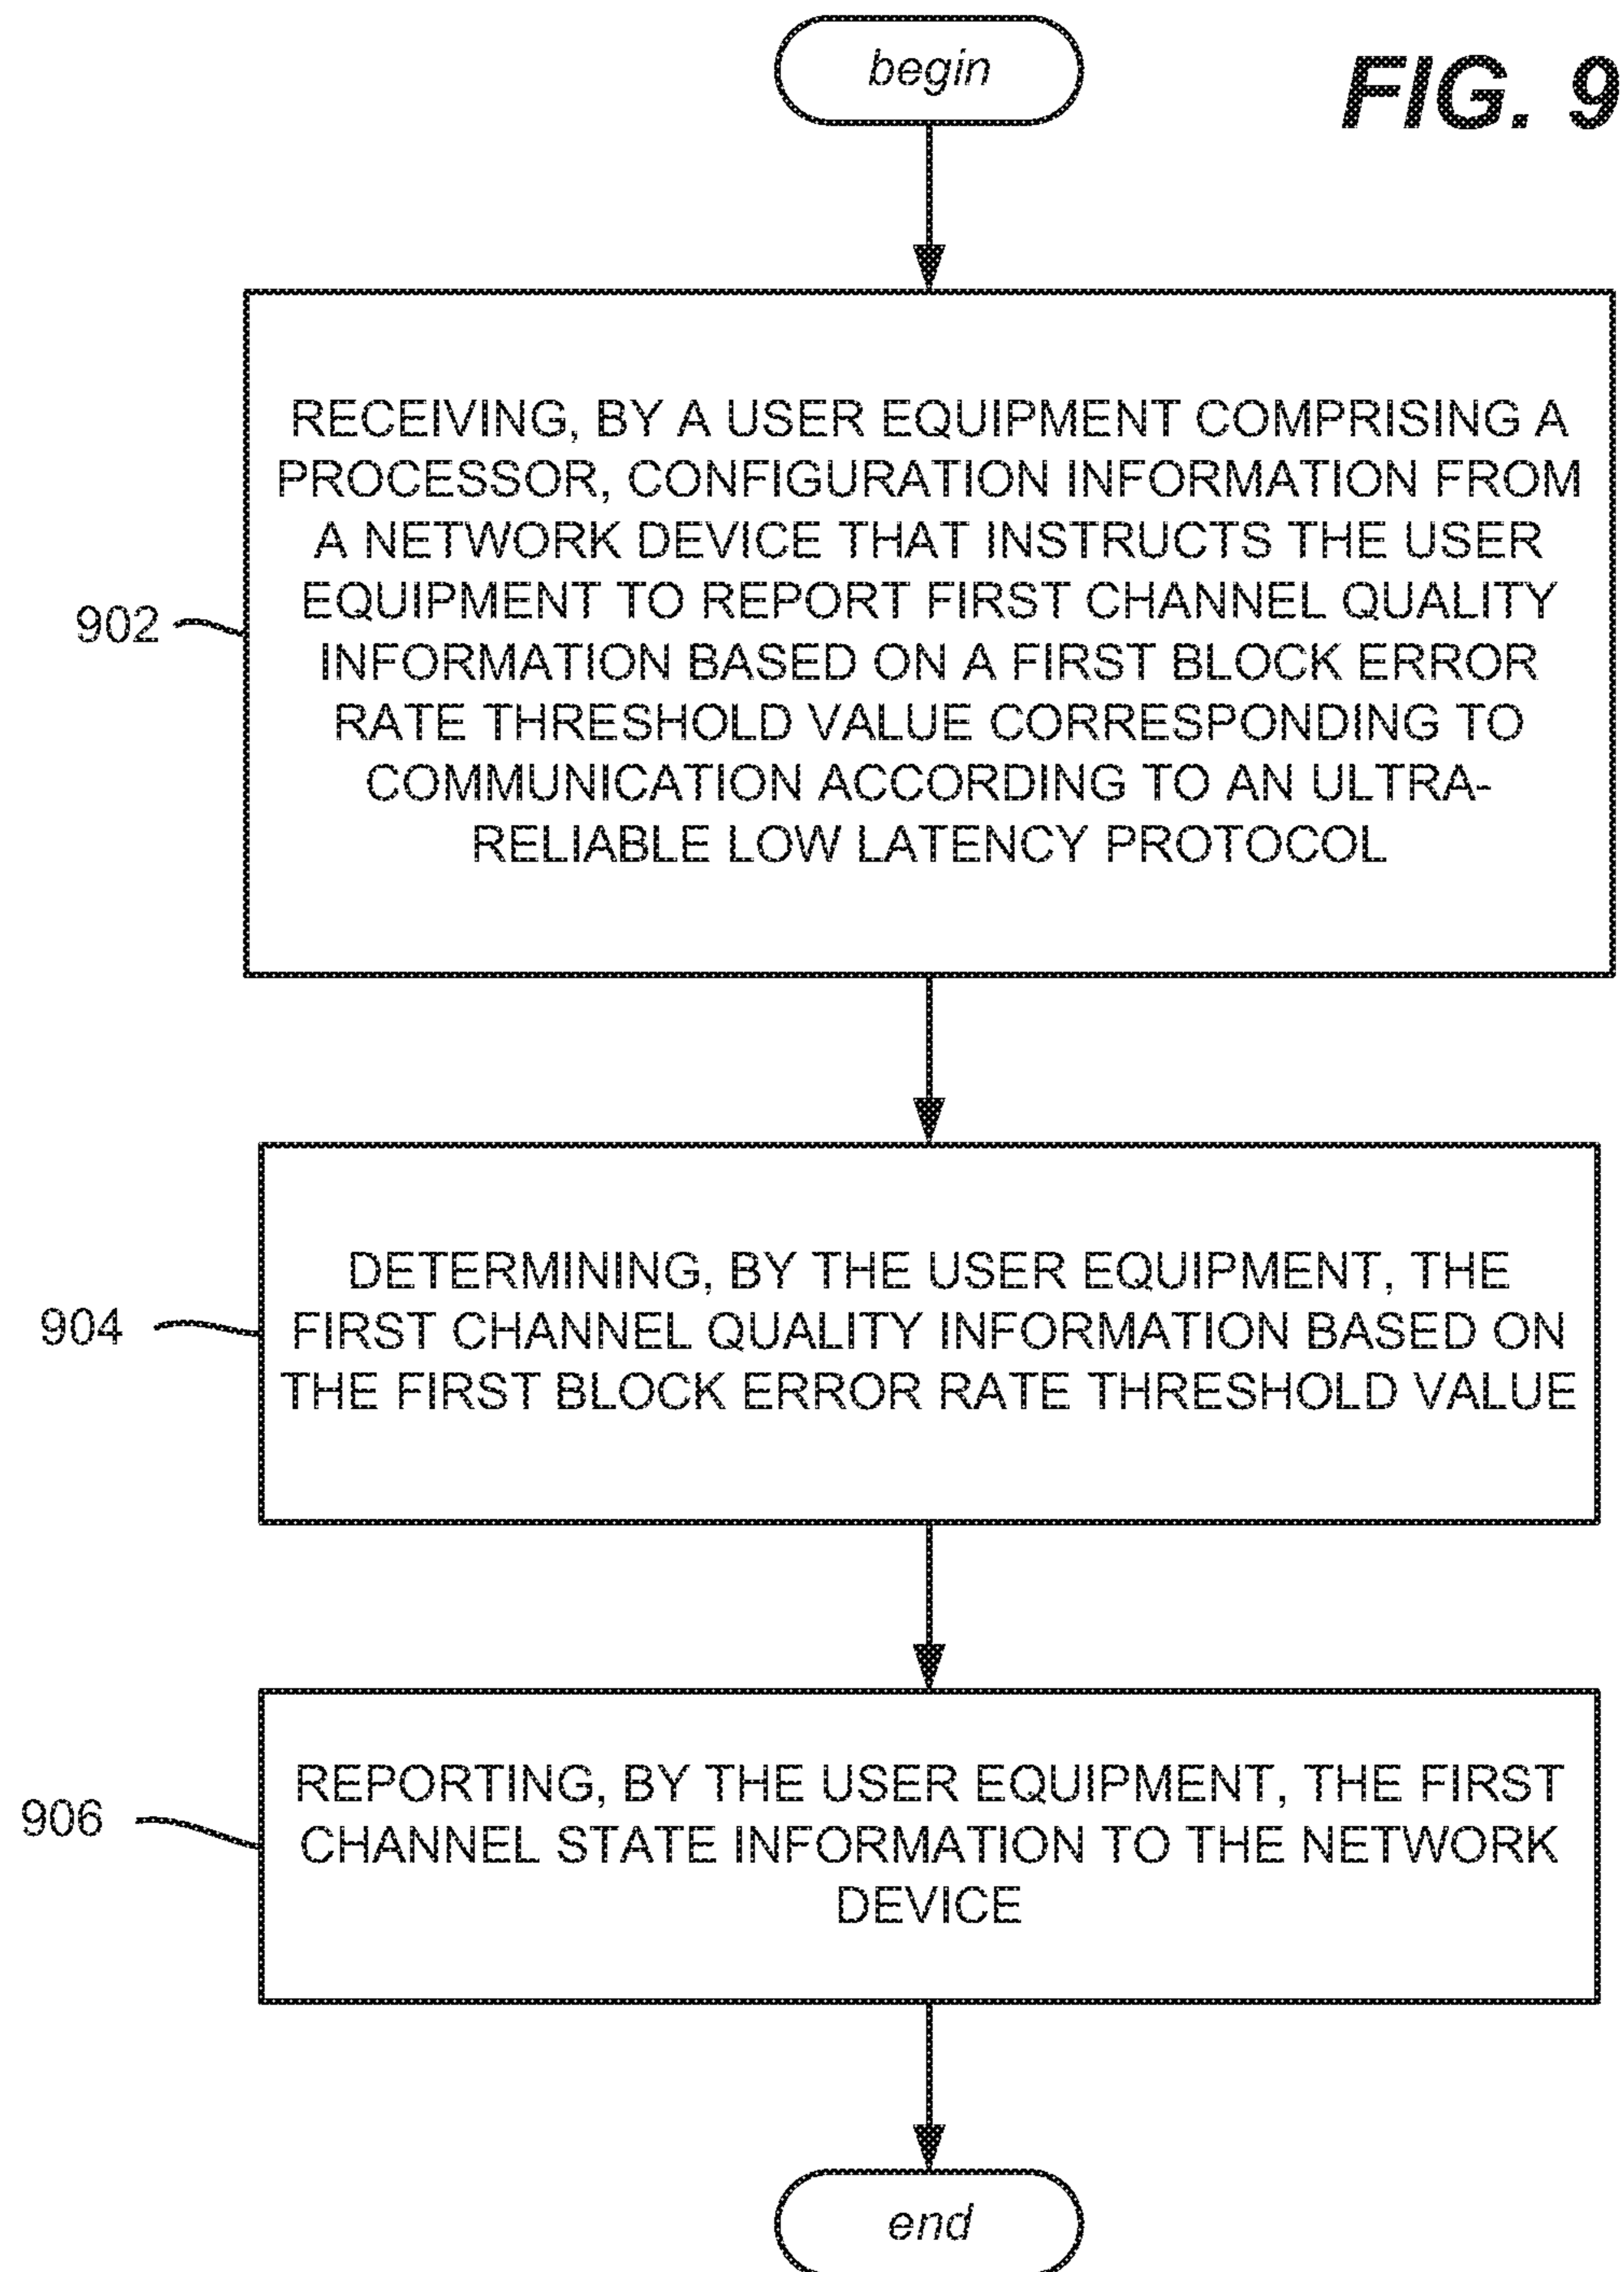 begin
FIG. 9
RECEIVING, BY A USER EQUIPMENT COMPRISING A
PROCESSOR, CONFIGURATION INFORMATION FROM
A NETWORK DEVICE THAT INSTRUCTS THE USER
EQUIPMENT TO REPORT FIRST CHANNEL QUALITY
INFORMATION BASED ON A FIRST BLOCK ERROR
RATE THRESHOLD VALUE CORRESPONDING TO
COMMUNICATION ACCORDING TO AN ULTRA-
RELIABLE LOW LATENCY PROTOCOL
902
DETERMINING, BY THE USER EQUIPMENT, THE
FIRST CHANNEL QUALITY INFORMATION BASED ON
THE FIRST BLOCK ERROR RATE THRESHOLD VALUE
904
REPORTING, BY THE USER EQUIPMENT, THE FIRST
CHANNEL STATE INFORMATION TO THE NETWORK
DEVICE
906
end